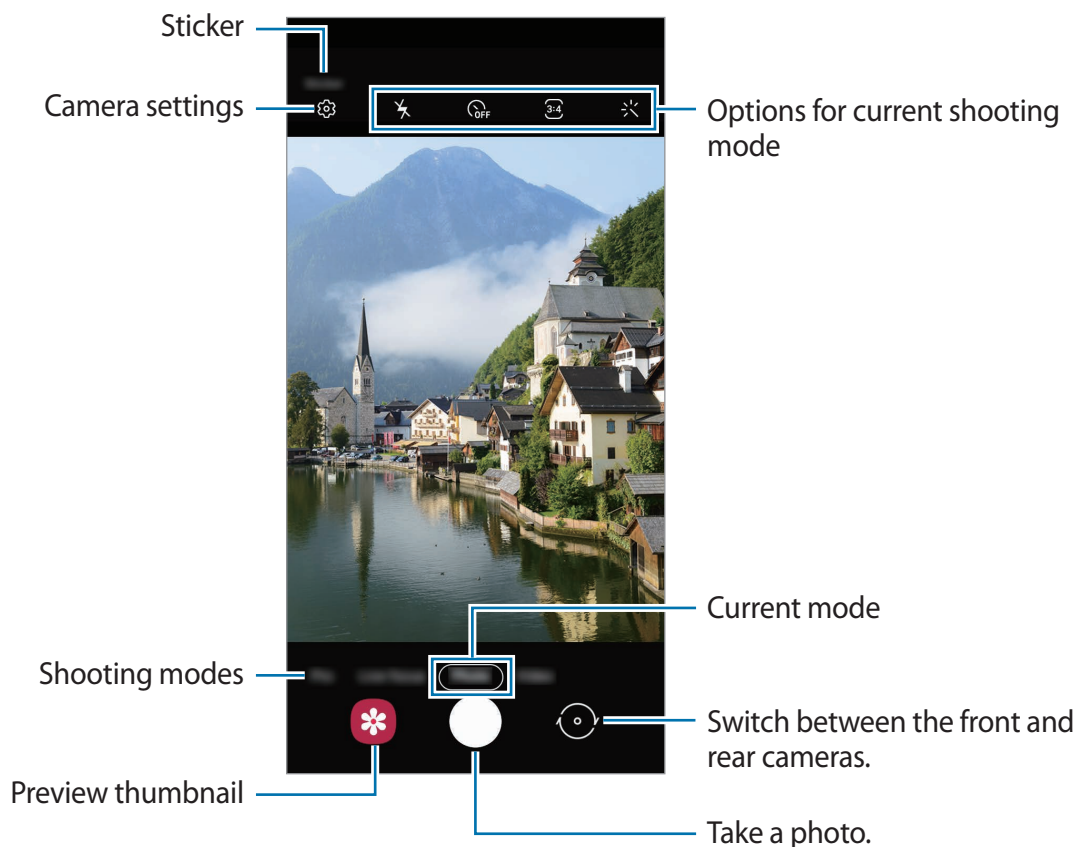 Sticker
Camera settings
OFF
3:4
Options for current shooting
mode
Current mode
Shooting modes
Switch between the front and
rear cameras.
Preview thumbnail
Take a photo.